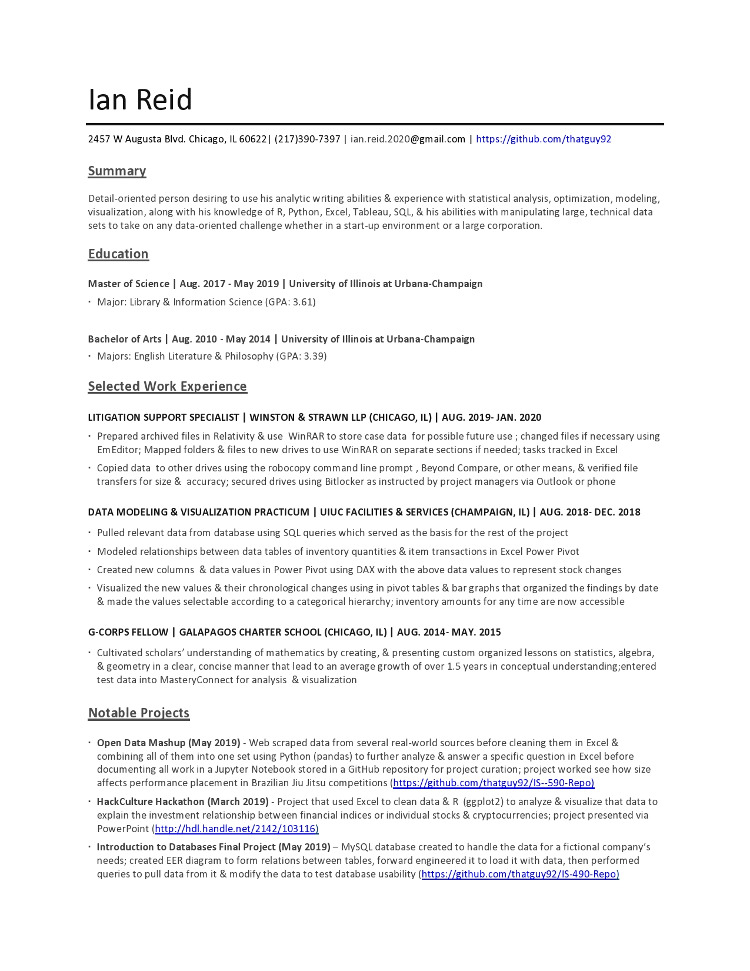 Ian Reid
2457 W Augusta Blvd. Chicago, IL 60622| (217)390-7397 | ian.reid.2020@gmail.com | https://github.com/thatguy92
Summary
Detail-oriented person desiring to use his analytic writing abilities & experience with statistical analysis, optimization, modeling,
visualization, along with his knowledge of R, Python, Excel, Tableau, SQL, & his abilities with manipulating large, technical data
sets to take on any data-oriented challenge whether in a start-up environment or a large corporation.
Education
Master of Science | Aug. 2017 - May 2019 | University of Illinois at Urbana-Champaign
· Major: Library & Information Science (GPA: 3.61)
Bachelor of Arts | Aug. 2010 - May 2014 | University of Illinois at Urbana-Champaign
· Majors: English Literature & Philosophy (GPA: 3.39)
Selected Work Experience
LITIGATION SUPPORT SPECIALIST | WINSTON & STRAWN LLP (CHICAGO, IL) | AUG. 2019- JAN. 2020
· Prepared archived files in Relativity & use WinRAR to store case data for possible future use ; changed files if necessary using
EmEditor; Mapped folders & files to new drives to use WinRAR on separate sections if needed; tasks tracked in Excel
· Copied data to other drives using the robocopy command line prompt , Beyond Compare, or other means, & verified file
transfers for size & accuracy; secured drives using Bitlocker as instructed by project managers via Outlook or phone
DATA MODELING & VISUALIZATION PRACTICUM | UIUC FACILITIES & SERVICES (CHAMPAIGN, IL) | AUG. 2018- DEC. 2018
· Pulled relevant data from database using SQL queries which served as the basis for the rest of the project
· Modeled relationships between data tables of inventory quantities & item transactions in Excel Power Pivot
· Created new columns & data values in Power Pivot using DAX with the above data values to represent stock changes
· Visualized the new values & their chronological changes using in pivot tables & bar graphs that organized the findings by date
& made the values selectable according to a categorical hierarchy; inventory amounts for any time are now accessible
G-CORPS FELLOW | GALAPAGOS CHARTER SCHOOL (CHICAGO, IL) | AUG. 2014- MAY. 2015
· Cultivated scholars' understanding of mathematics by creating, & presenting custom organized lessons on statistics, algebra,
& geometry in a clear, concise manner that lead to an average growth of over 1.5 years in conceptual understanding;entered
test data into MasteryConnect for analysis & visualization
Notable Projects
· Open Data Mashup (May 2019) - Web scraped data from several real-world sources before cleaning them in Excel &
combining all of them into one set using Python (pandas) to further analyze & answer a specific question in Excel before
documenting all work in a Jupyter Notebook stored in a GitHub repository for project curation; project worked see how size
affects performance placement in Brazilian Jiu Jitsu competitions (https://github.com/thatguy92/IS--590-Repo)
· HackCulture Hackathon (March 2019) - Project that used Excel to clean data & R (ggplot2) to analyze & visualize that data to
explain the investment relationship between financial indices or individual stocks & cryptocurrencies; project presented via
PowerPoint (http://hdl.handle.net/2142/103116)
· Introduction to Databases Final Project (May 2019) – MySQL database created to handle the data for a fictional company's
needs; created EER diagram to form relations between tables, forward engineered it to load it with data, then performed
queries to pull data from it & modify the data to test database usability (https://github.com/thatguy92/IS-490-Repo)